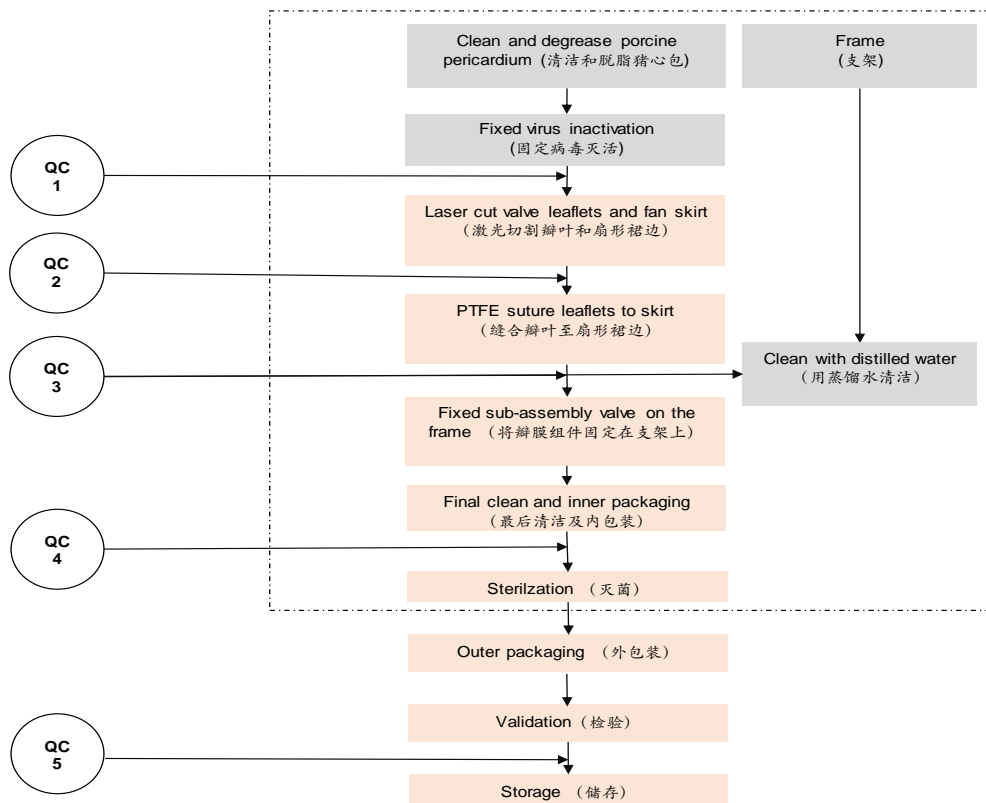 Clean and degrease porcine
pericardium (清洁和脱脂猪心包)
Frame
(支架)
Fixed virus inactivation
(固定病毒灭活)
QC
1
Laser cut valve leaflets and fan skirt
(激光切割瓣叶和扇形裙边)
QC
2
PTFE suture leaflets to skirt
(缝合瓣叶至扇形裙边)
QC
3
Clean with distilled water
(用蒸馏水清洁)
Fixed sub-assembly valve on the
frame (将瓣膜组件固定在支架上)
Final clean and inner packaging
(最后清洁及内包装)
QC
4
Sterilzation (灭菌)
Outer packaging (外包装)
Validation (检验)
QC
5
Storage (储存)